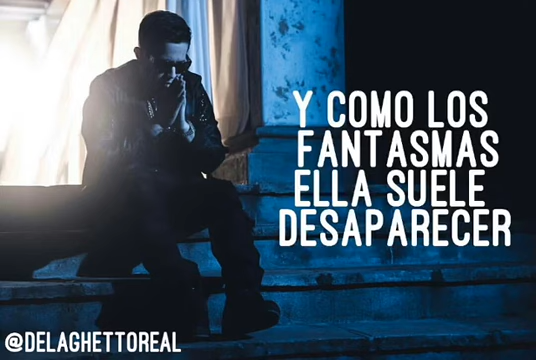 Y COMO LOS
FANTASMAS
ELLA SUELE
DESAPARECER
@DELAGHETTOREAL